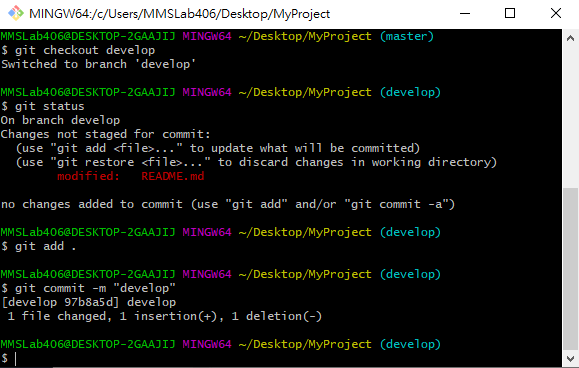 MINGW64:/c/Users/MMSLab406/Desktop/MyProject
MMSLab406@DESKTOP-2GAAJIJ MINGW64 ~/Desktop/MyProject (master)
$ git checkout develop
Switched to branch 'develop'
MMSLab406@DESKTOP-2GAAJIJ MINGW64 ~/Desktop/MyProject (develop)
$ git status
On branch develop
Changes not staged for commit:
  (use "git add <file>..." to update what will be committed)
  (use "git restore <file>..." to discard changes in working directory)
        modified:   README.md
no changes added to commit (use "git add" and/or "git commit -a")
MMSLab406@DESKTOP-2GAAJIJ MINGW64 ~/Desktop/MyProject (develop)
$ git add .
MMSLab406@DESKTOP-2GAAJIJ MINGW64 ~/Desktop/MyProject (develop)
$ git commit -m "develop"
[develop 97b8a5d] develop
 1 file changed, 1 insertion(+), 1 deletion(-)
MMSLab406@DESKTOP-2GAAJIJ MINGW64 ~/Desktop/MyProject (develop)
$